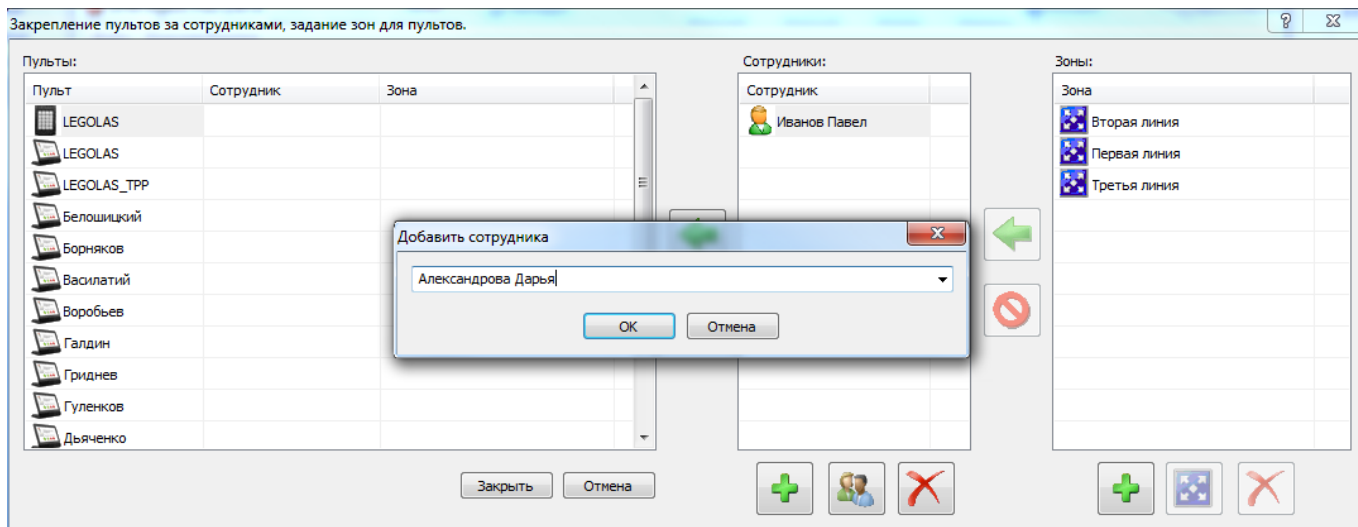 Закрепление пультов за сотрудниками, задание зон для пультов.
Пульты:
Сотрудники:
Зоны:
Пульт Сотрудник Зона
Сотрудник
Зона
LEGOLAS
Иванов Павел
Вторая линия
LEGOLAS
Первая линия
LEGOLAS_TPP
Третья линия
Белошицкий
Добавить сотрудника
Борняков
Александрова Дарья
Василатий
Воробьев
OK Отмена
Галдин
Гриднев
Гуленков
Дьяченко
Закрыть Отмена